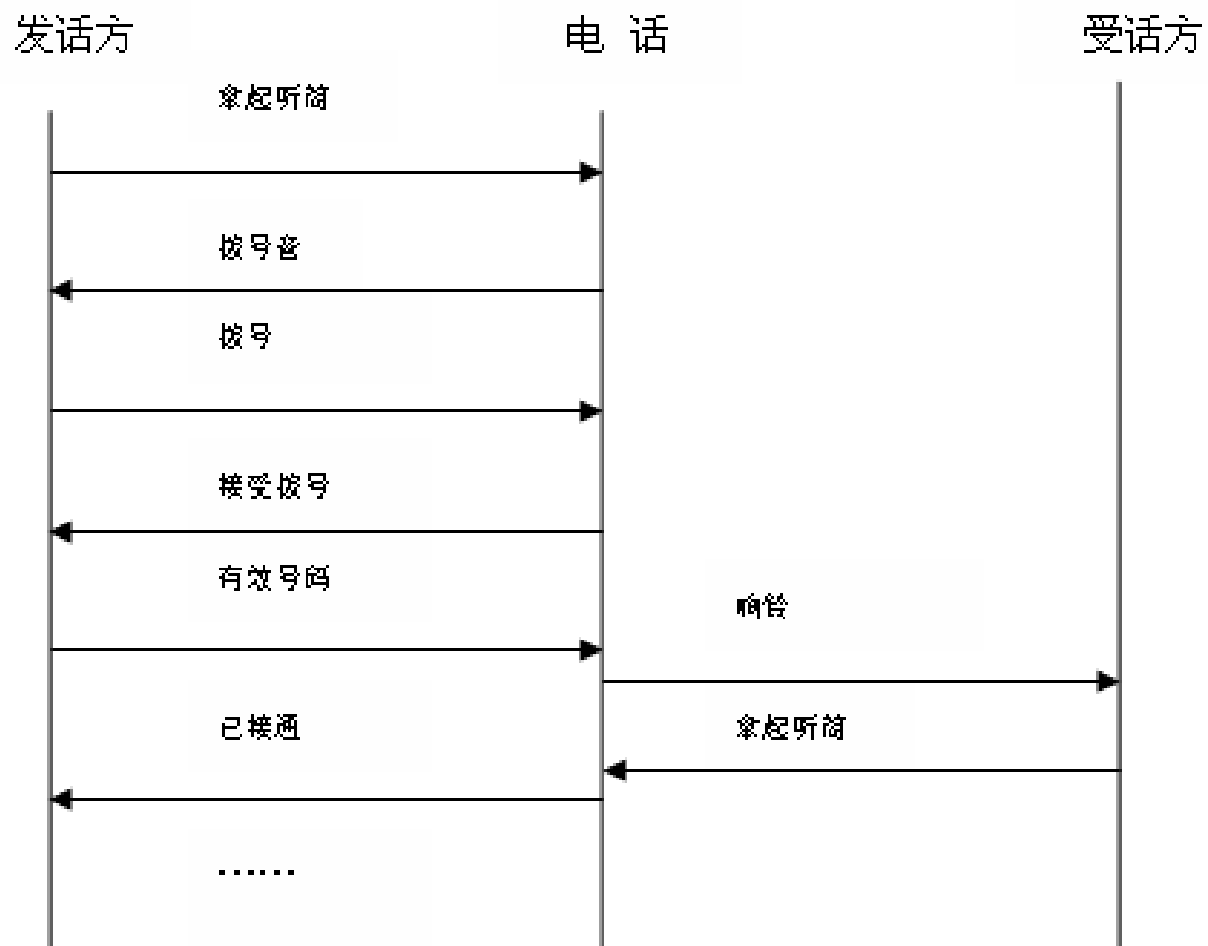 发话方 电 话 受话方
拿起听筒
拨号音
拨号
接受拨号
有效号码
响铃
已接通 拿起听筒
……